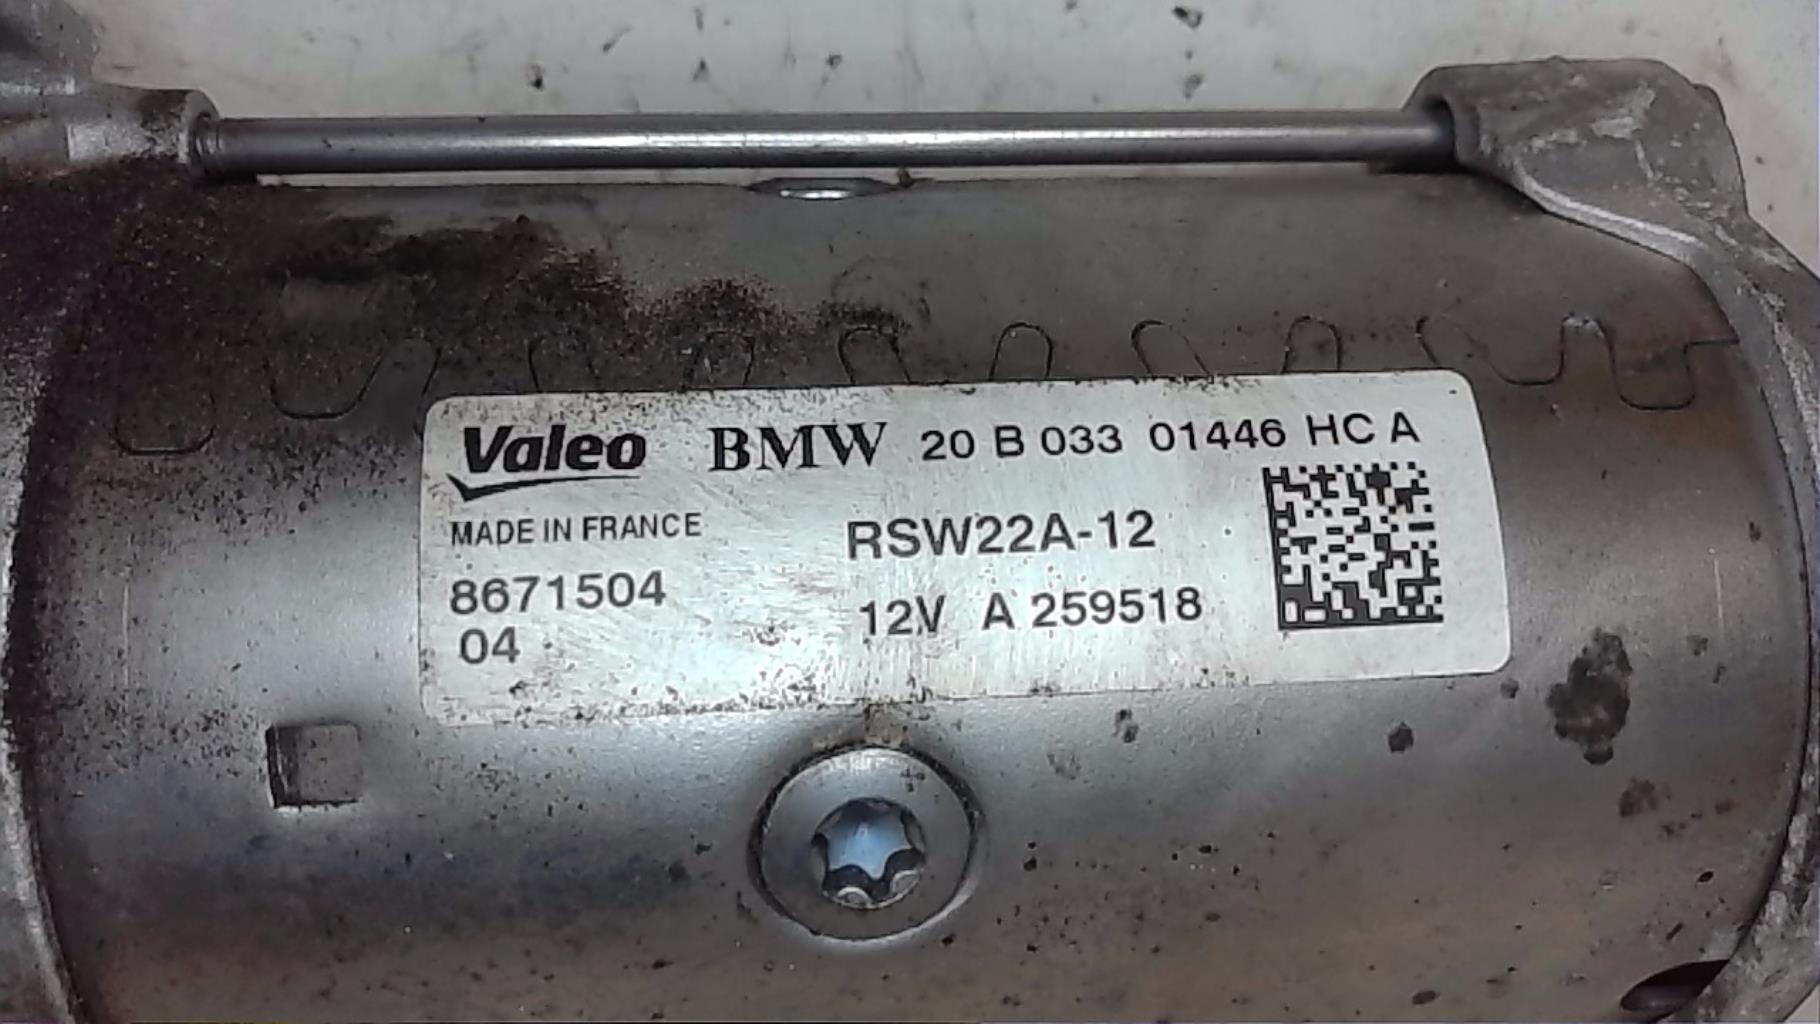 Valeo BMW 20 B 033 01446 HC A
MADE IN FRANCE RSW22A-12
8671504 12V A 259518
04